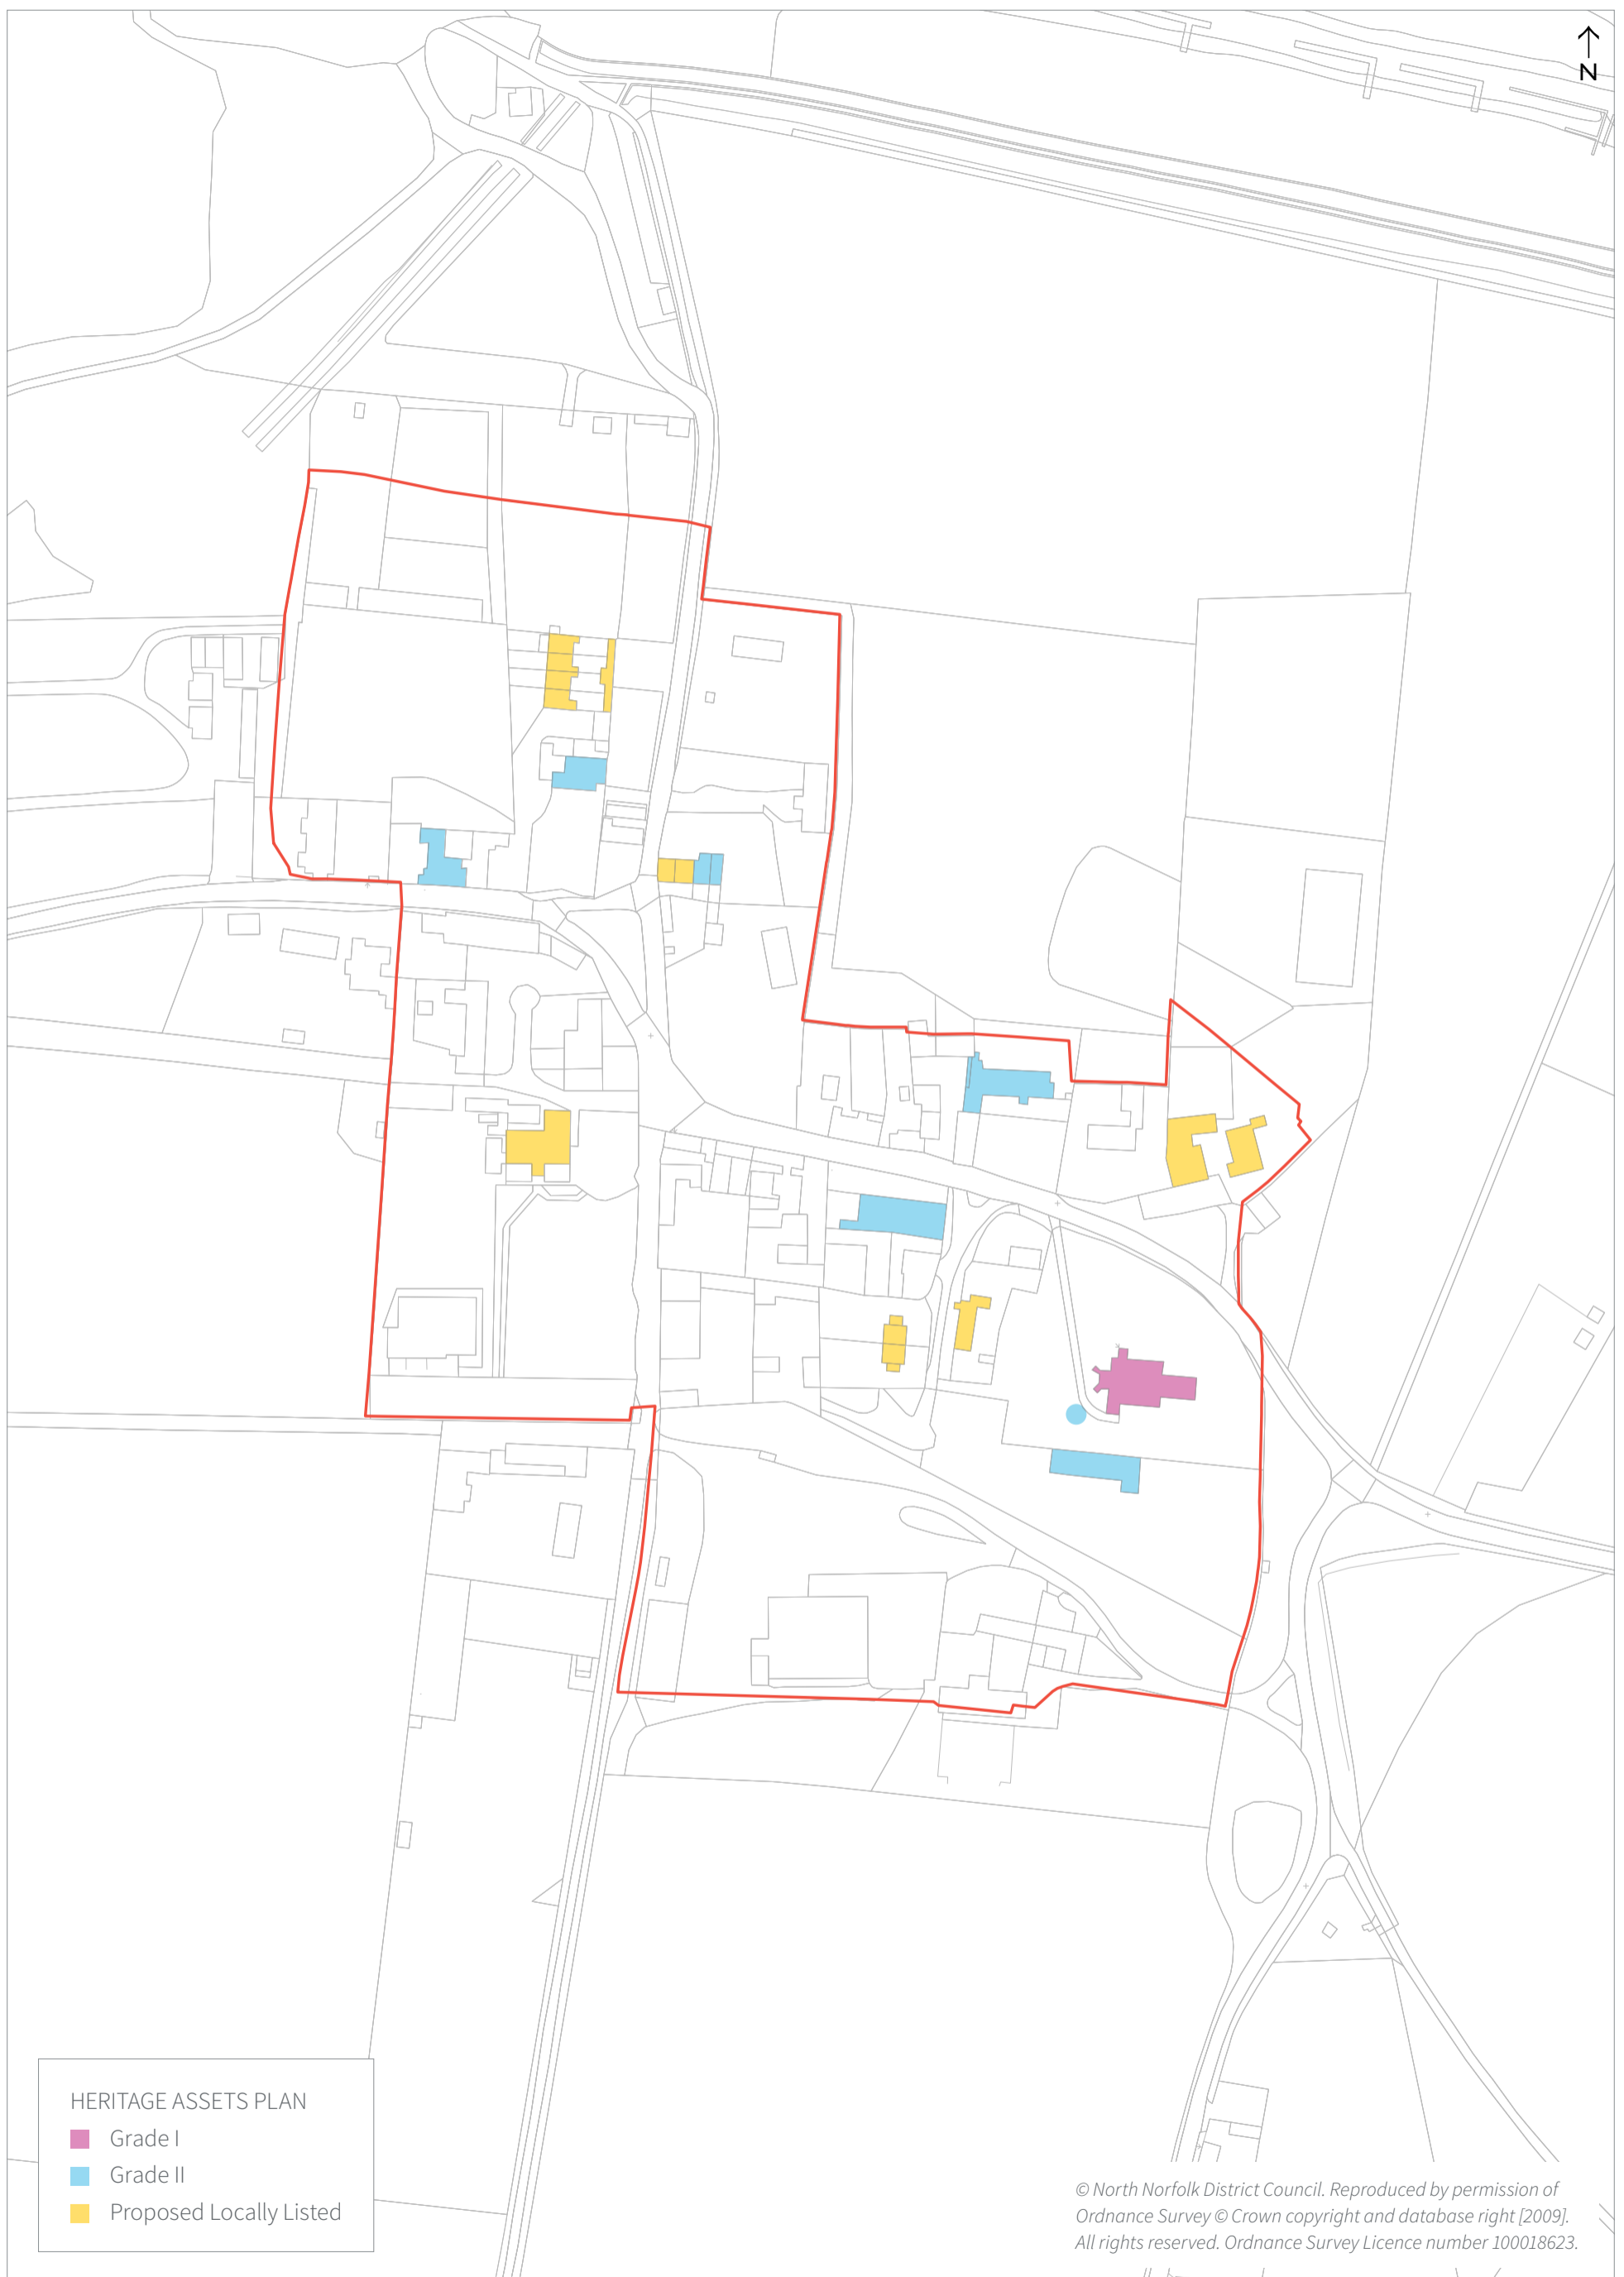 N
HERITAGE ASSETS PLAN
Grade I
Grade II
Proposed Locally Listed
© North Norfolk District Council. Reproduced by permission of
Ordnance Survey © Crown copyright and database right [2009].
All rights reserved. Ordnance Survey Licence number 100018623.